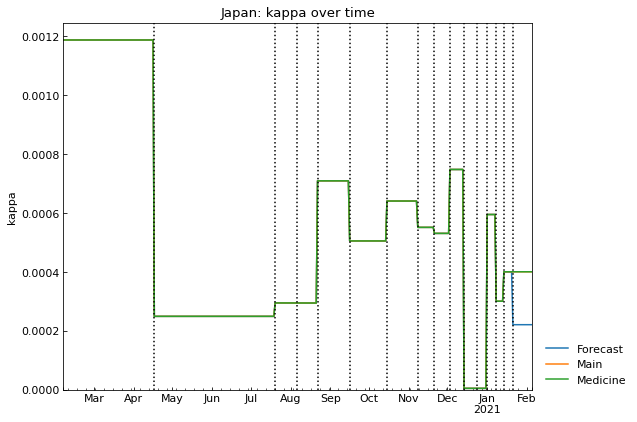 Japan: kappa over time
kappa
0.0012
0.0010
0.0008
0.0006
0.0004
0.0002
0.0000
Mar Apr May Jun Jul Aug Sep Oct Nov Dec Jan Feb
2021
Forecast
Main
Medicine